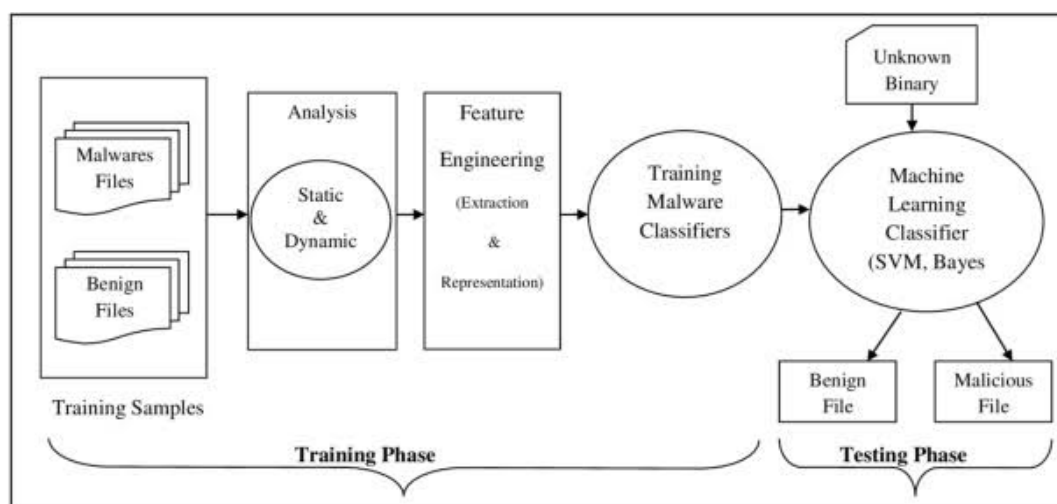 Malwares
Files
Benign
Files
Training Samples
Analysis
Static
&
Dynamic
Feature
Engineering
(Extraction
&
Representation)
Training
Malware
Classifiers
Unknown
Binary
Machine
Learning
Classifier
(SVM, Bayes
Benign
File
Malicious
File
Training Phase
Testing Phase